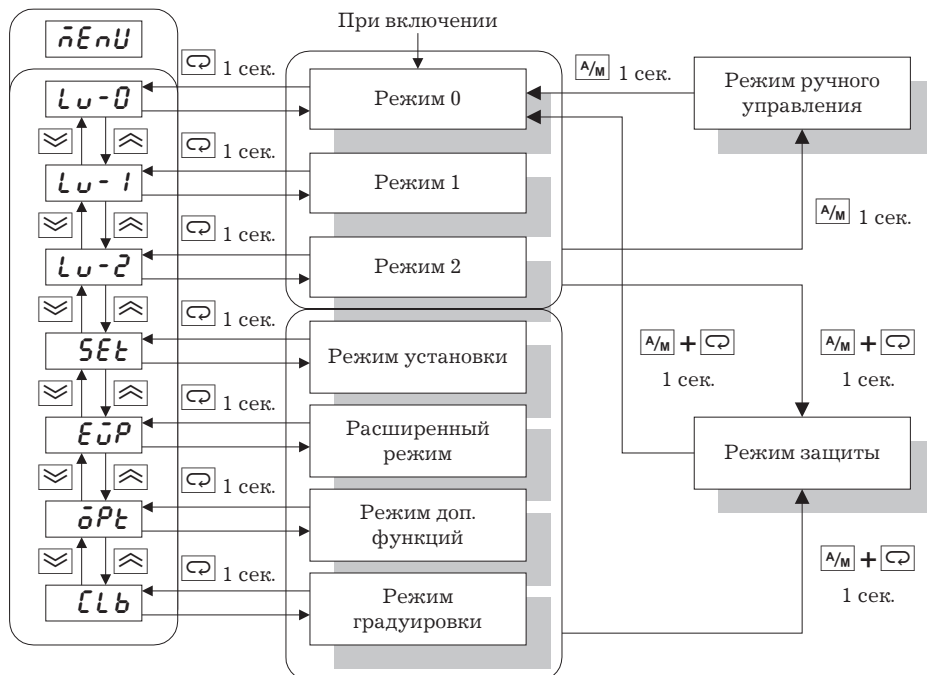 При включении
mEnU
1 сек.
A/M 1 сек.
Lu-0
Режим 0
Режим ручного
управления
1 сек.
Lu-1
Режим 1
A/M 1 сек.
1 сек.
Lu-2
Режим 2
1 сек.
SEt
Режим установки
A/M +
1 сек.
A/M +
1 сек.
1 сек.
EūP
Расширенный
режим
Режим защиты
1 сек.
ōPt
Режим доп.
функций
A/M +
1 сек.
1 сек.
CLb
Режим
градуировки